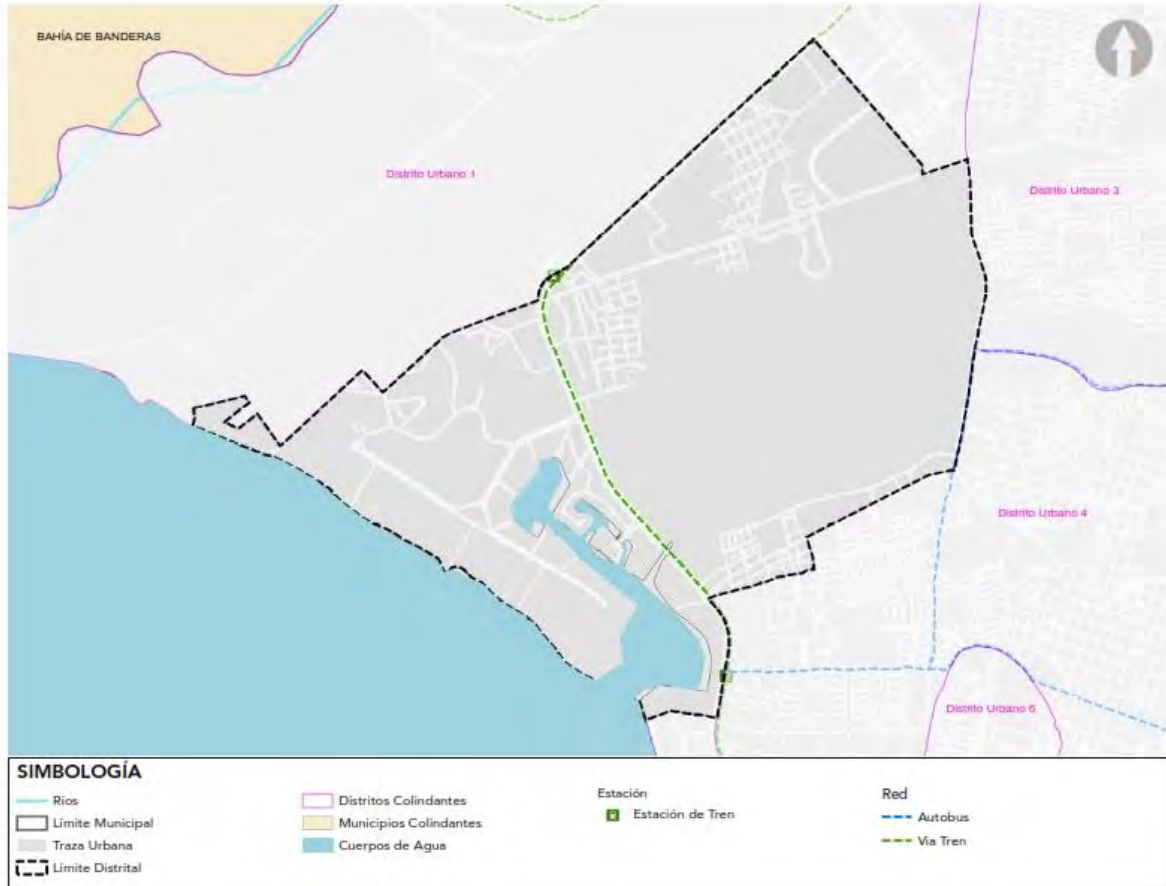 BAHÍA DE BANDERAS
Distrito Urbano 1
Distrito Urbano 3
Distrito Urbano 4
Distrito Urbano 6
SIMBOLOGÍA
Rios
Límite Municipal
Traza Urbana
Límite Distrital
Distritos Colindantes
Municipios Colindantes
Cuerpos de Agua
Estación
Estación de Tren
Red
Autobus
Via Tren